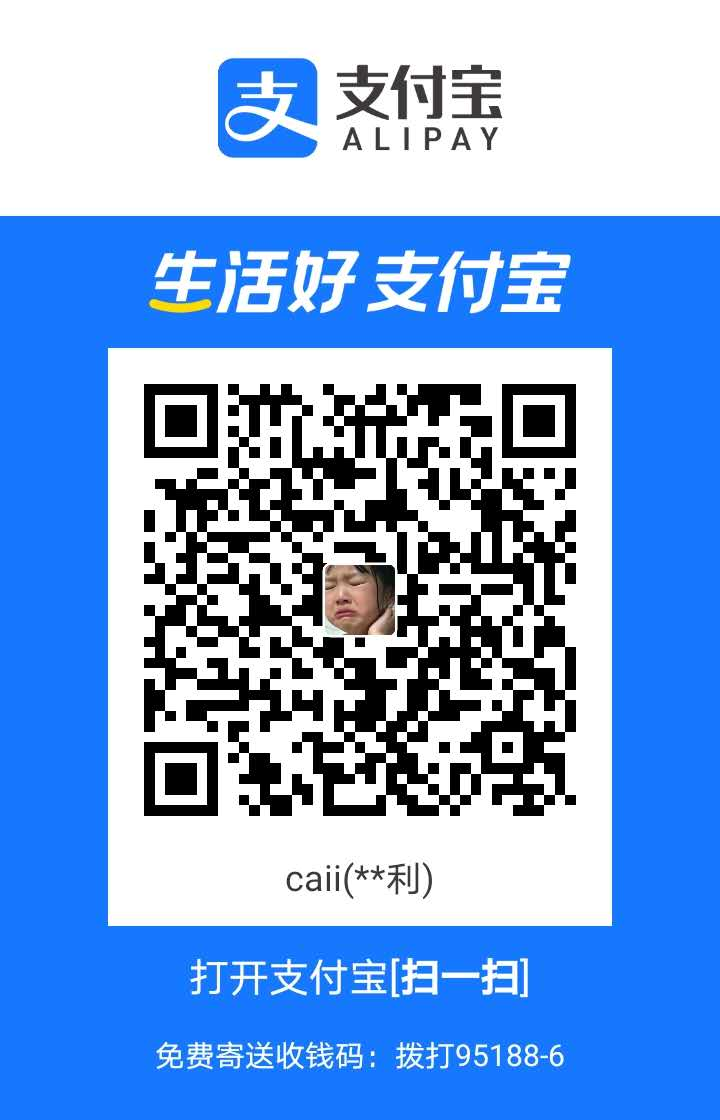 支 支付宝
ALIPAY
生活好 支付宝
caii(**利)
打开支付宝[扫一扫]
免费寄送收钱码：拨打95188-6